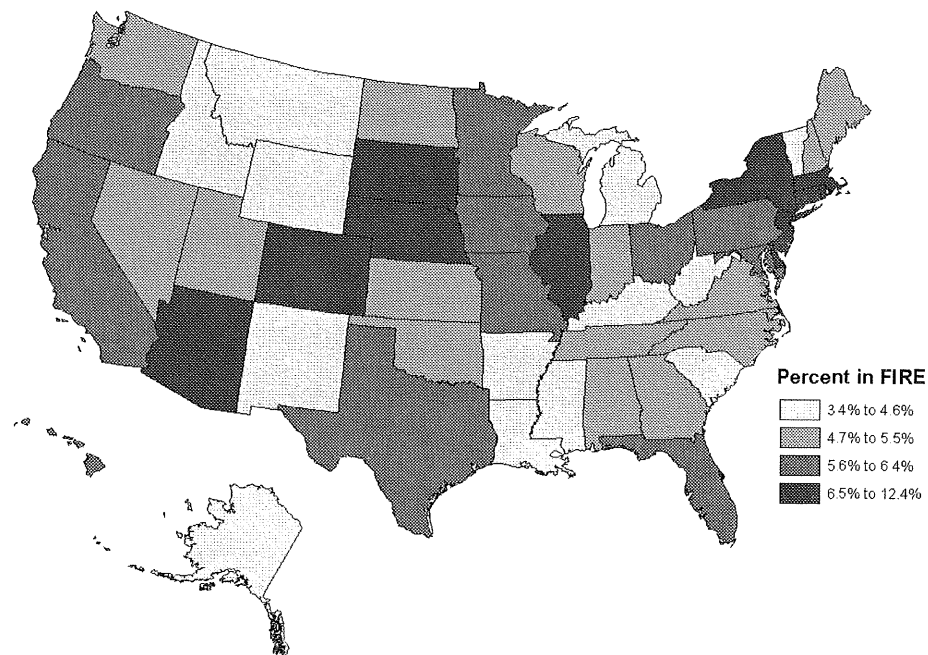 Percent in FIRE
3.4% to 4.6%
4.7% to 5.5%
5.6% to 6.4%
6.5% to 12.4%